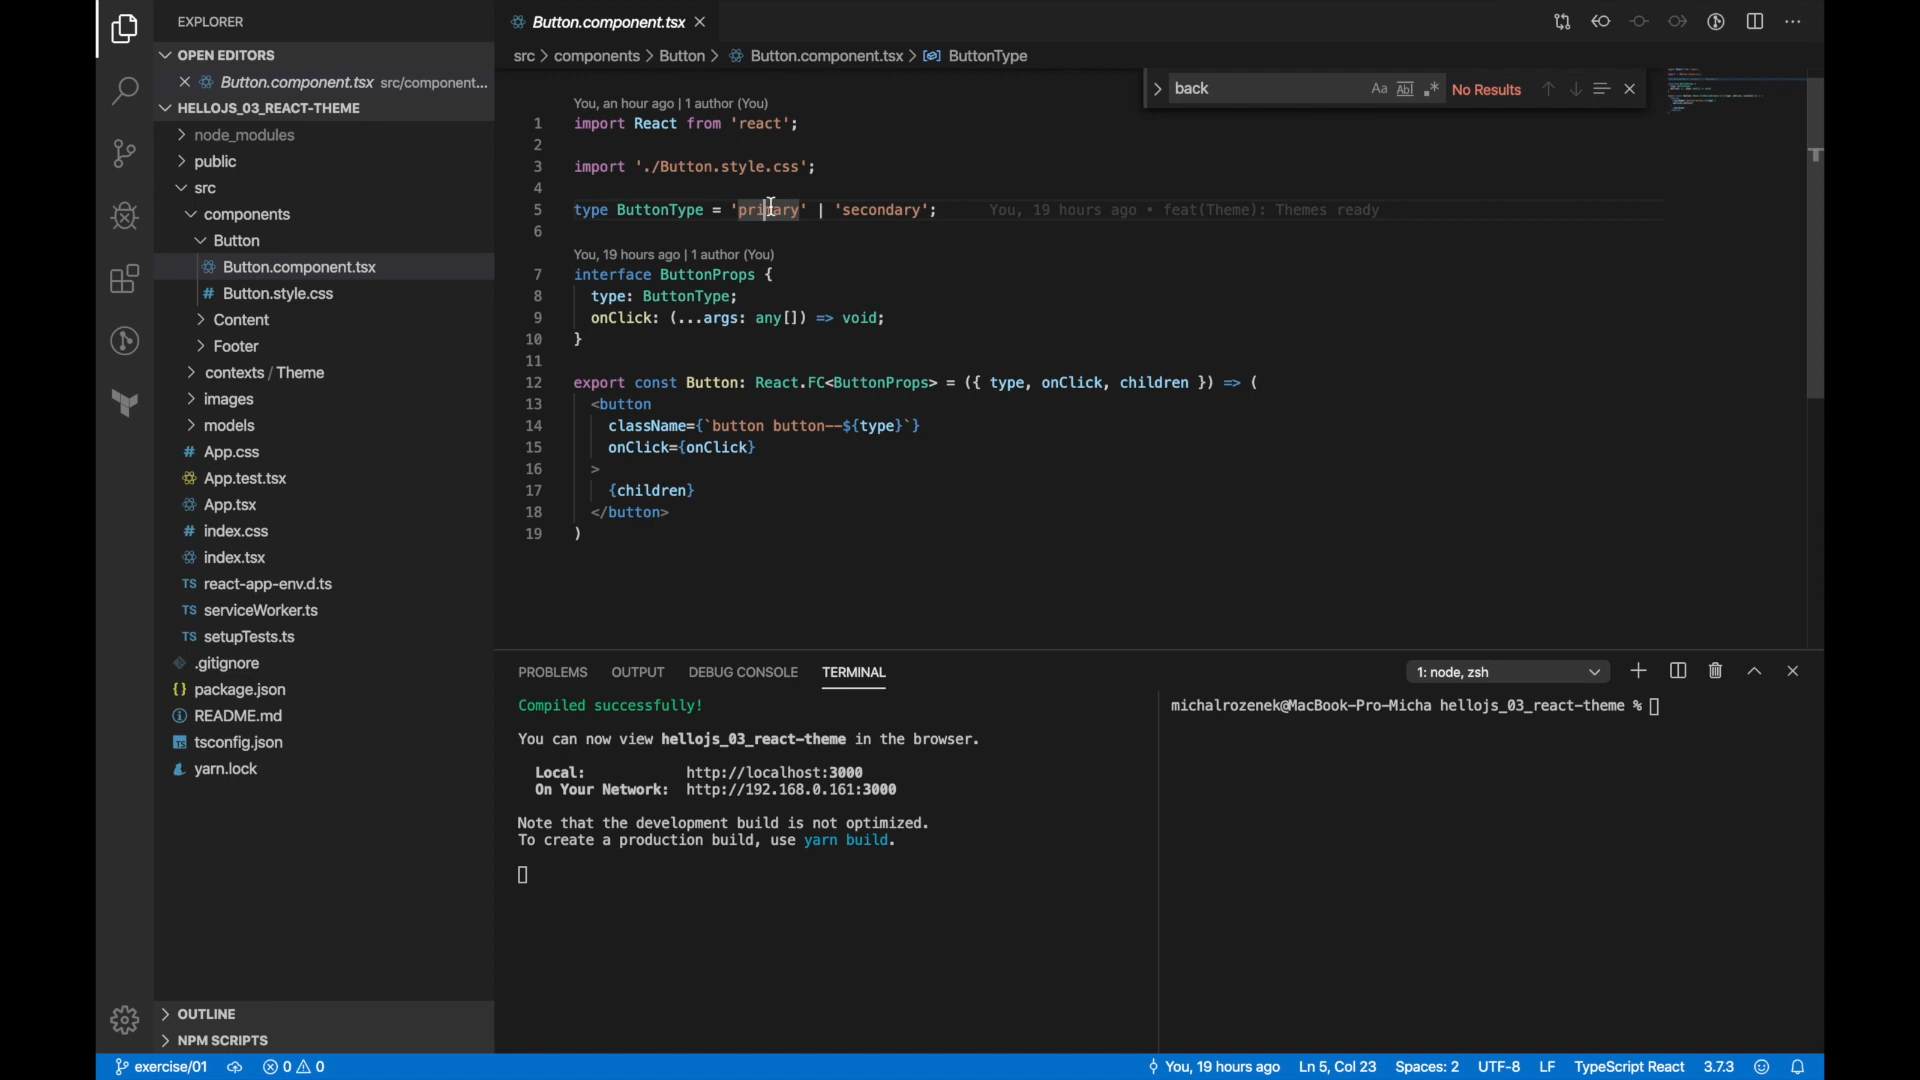 EXPLORER
OPEN EDITORS
Button.component.tsx src/component...
HELLOJS_03_REACT-THEME
node_modules
public
src
components
Button
Button.component.tsx
# Button.style.css
Content
Footer
contexts / Theme
images
models
# App.css
App.test.tsx
App.tsx
# index.css
index.tsx
TS react-app-env.d.ts
TS serviceWorker.ts
TS setupTests.ts
.gitignore
{} package.json
README.md
TS tsconfig.json
yarn.lock
OUTLINE
NPM SCRIPTS
Button.component.tsx
src > components > Button > Button.component.tsx > ButtonType
back Aa Abl .* No Results
You, an hour ago | 1 author (You)
1 import React from 'react';
2
3 import './Button.style.css';
4
5 type ButtonType = 'primary' | 'secondary'; You, 19 hours ago • feat(Theme): Themes ready
6
You, 19 hours ago | 1 author (You)
7 interface ButtonProps {
8 type: ButtonType;
9 onClick: (...args: any[]) => void;
10 }
11
12 export const Button: React.FC<ButtonProps> = ({ type, onClick, children }) => (
13 <button
14 className={`button button--${type}`}
15 onClick={onClick}
16 >
17 {children}
18 </button>
19 )
PROBLEMS OUTPUT DEBUG CONSOLE TERMINAL 1: node, zsh
Compiled successfully!
You can now view hellojs_03_react-theme in the browser.
Local: http://localhost:3000
On Your Network: http://192.168.0.161:3000
Note that the development build is not optimized.
To create a production build, use yarn build.
michalrozenek@MacBook-Pro-Micha hellojs_03_react-theme %
exercise/01 0 0 You, 19 hours ago Ln 5, Col 23 Spaces: 2 UTF-8 LF TypeScript React 3.7.3